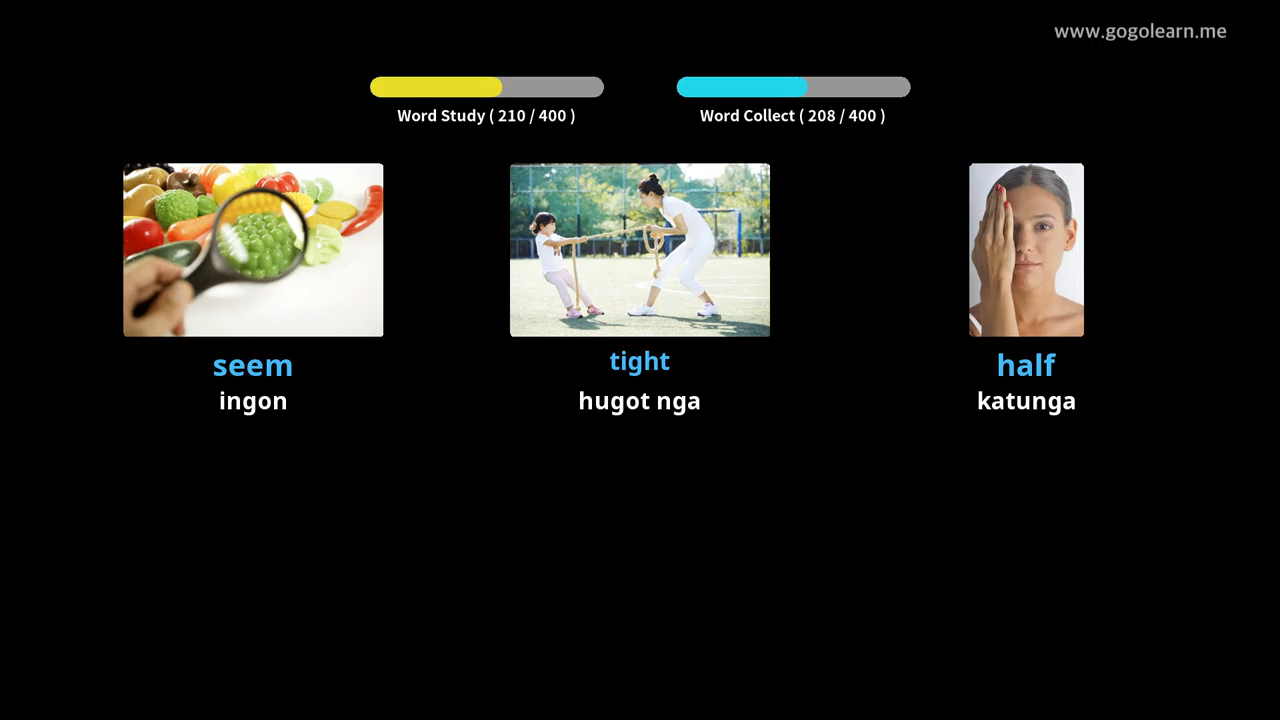 www.gogolearn.me
Word Study ( 210 / 400 )
Word Collect ( 208 / 400 )
seem
ingon
tight
hugot nga
half
katunga